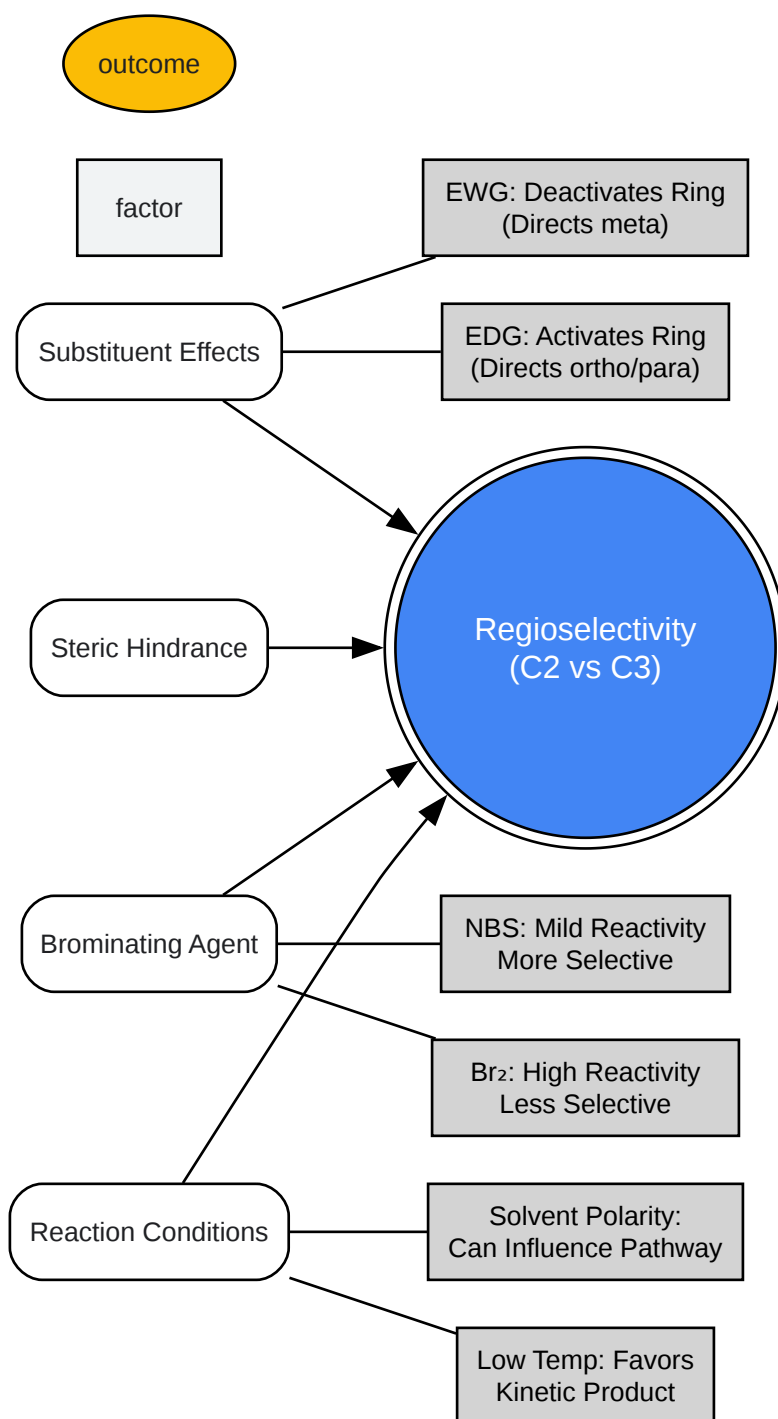 outcome
factor
EWG: Deactivates Ring
(Directs meta)
Substituent Effects
EDG: Activates Ring
(Directs ortho/para)
Steric Hindrance
Regioselectivity
(C2 vs C3)
Brominating Agent
NBS: Mild Reactivity
More Selective
Br₂: High Reactivity
Less Selective
Reaction Conditions
Solvent Polarity:
Can Influence Pathway
Low Temp: Favors
Kinetic Product